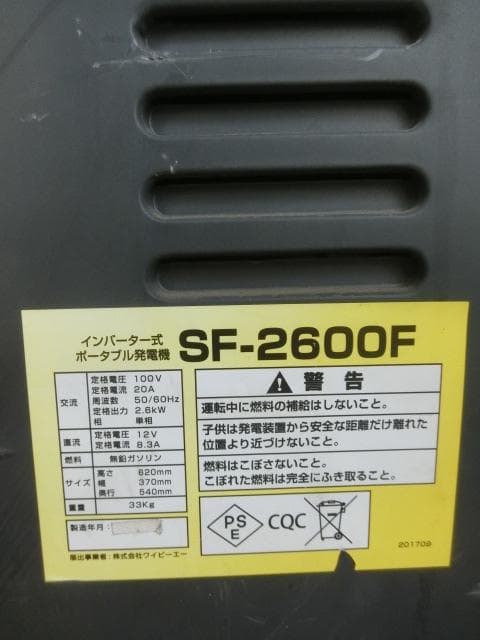 インバーター式
ポータブル発電機
SF-2600F
交流
定格電圧 100V
定格電流 20A
周波数 50/60Hz
定格出力 2.6kW
相 単相
直流
定格電圧 12V
定格電流 8.3A
燃料 無鉛ガソリン
サイズ
高さ 620mm
幅 370mm
奥行 540mm
重量 33Kg
製造年月:
届出事業者:株式会社ワイビーエー
警告
運転中に燃料の補給はしないこと。
子供は発電装置から安全な距離だけ離れた
位置より近づけないこと。
燃料はこぼさないこと。
こぼれた燃料は完全にふき取ること。
PS
E
CQC
201709